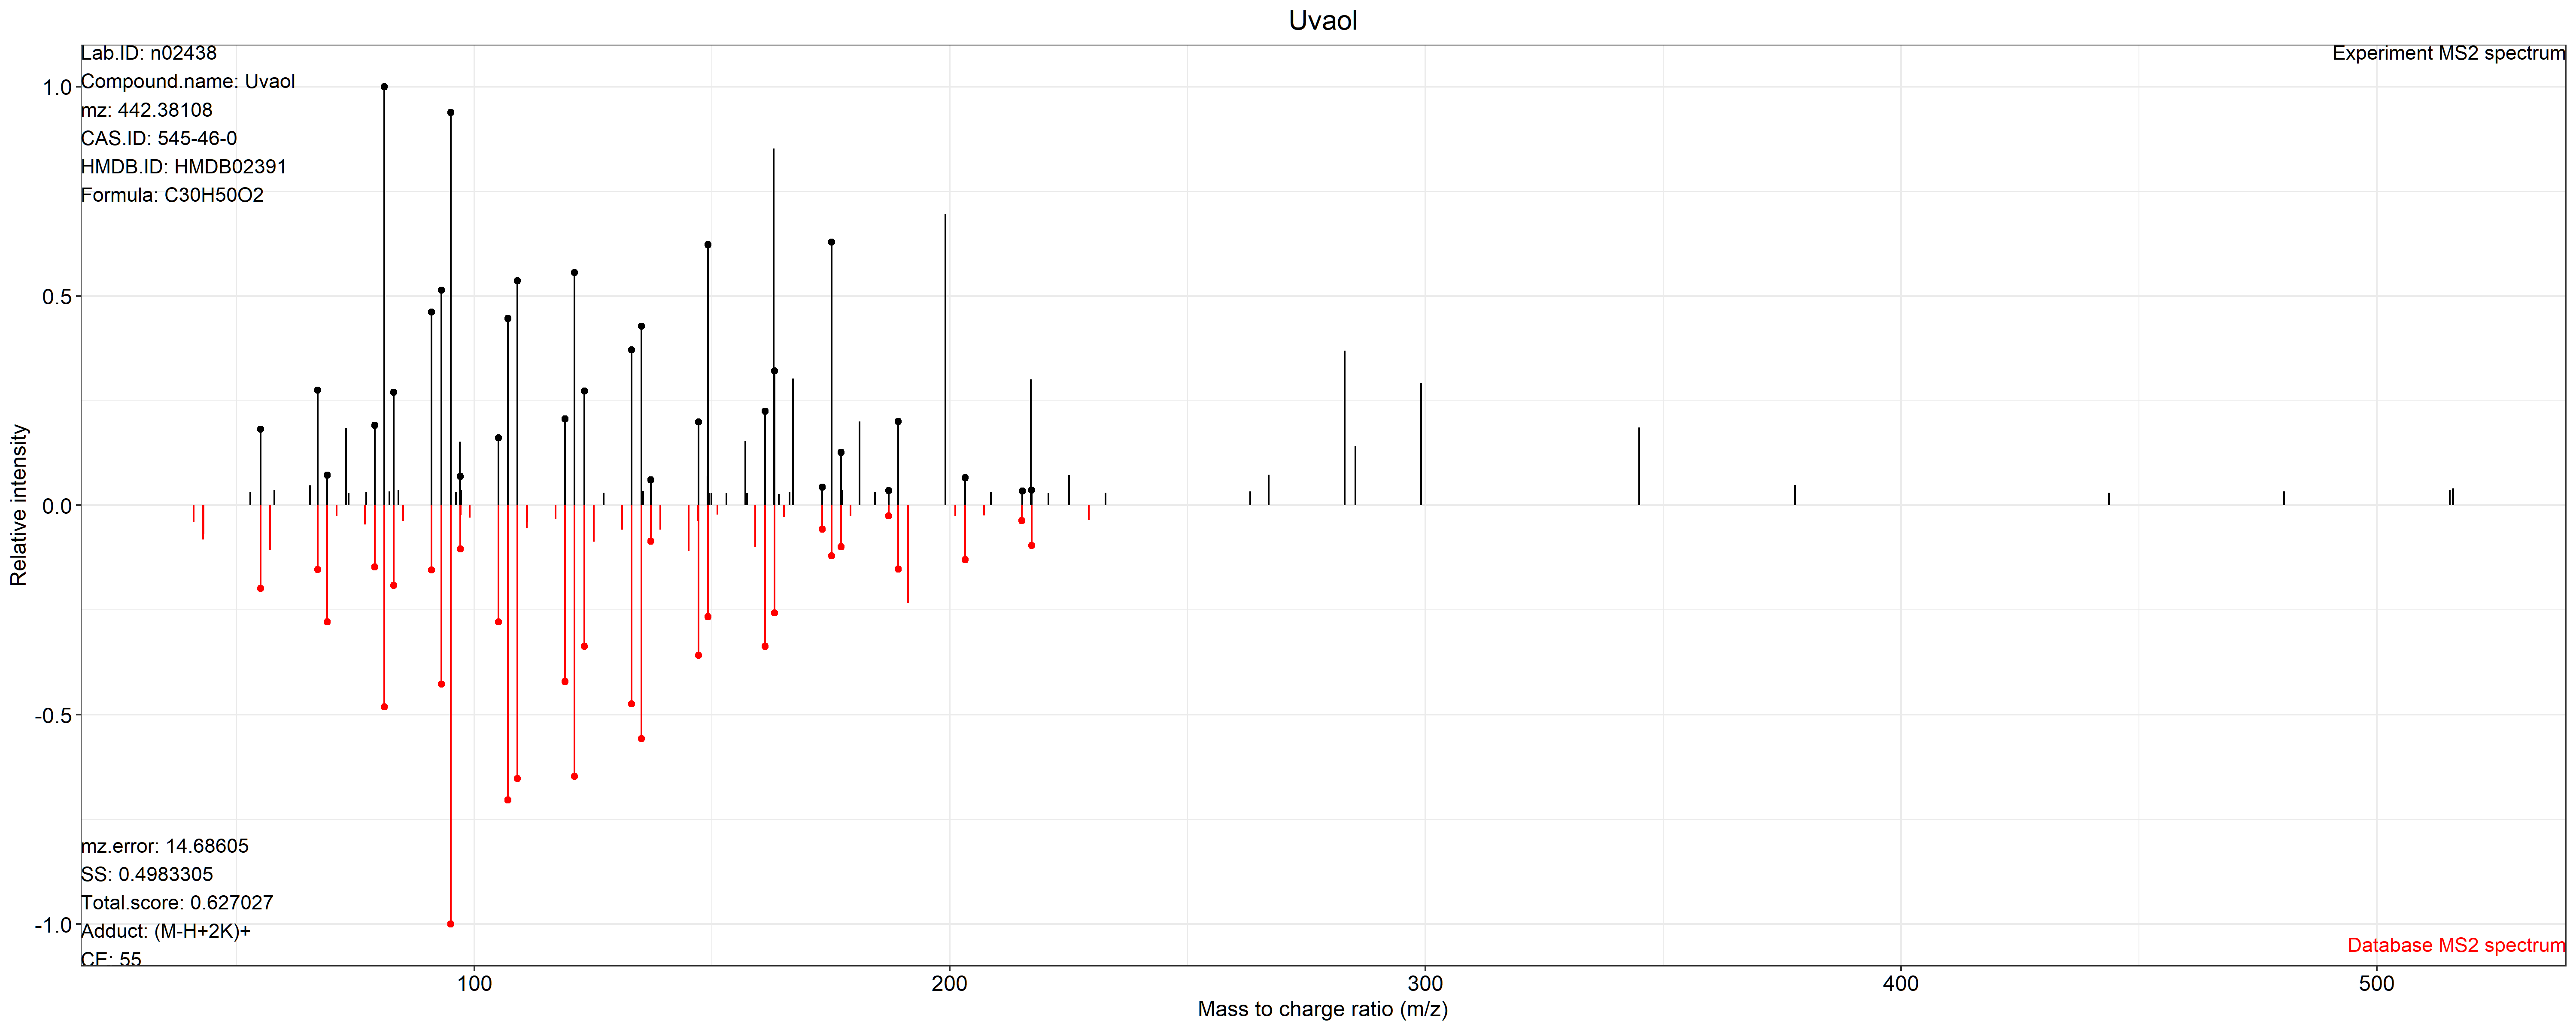 Uvaol
Lab.ID: n02438
Compound.name: Uvaol
mz: 442.38108
CAS.ID: 545-46-0
HMDB.ID: HMDB02391
Formula: C30H50O2
Experiment MS2 spectrum
1.0
0.5
0.0
-0.5
-1.0
Relative intensity
mz.error: 14.68605
SS: 0.4983305
Total.score: 0.627027
Adduct: (M-H+2K)+
CE: 55
Database MS2 spectrum
100 200 300 400 500
Mass to charge ratio (m/z)